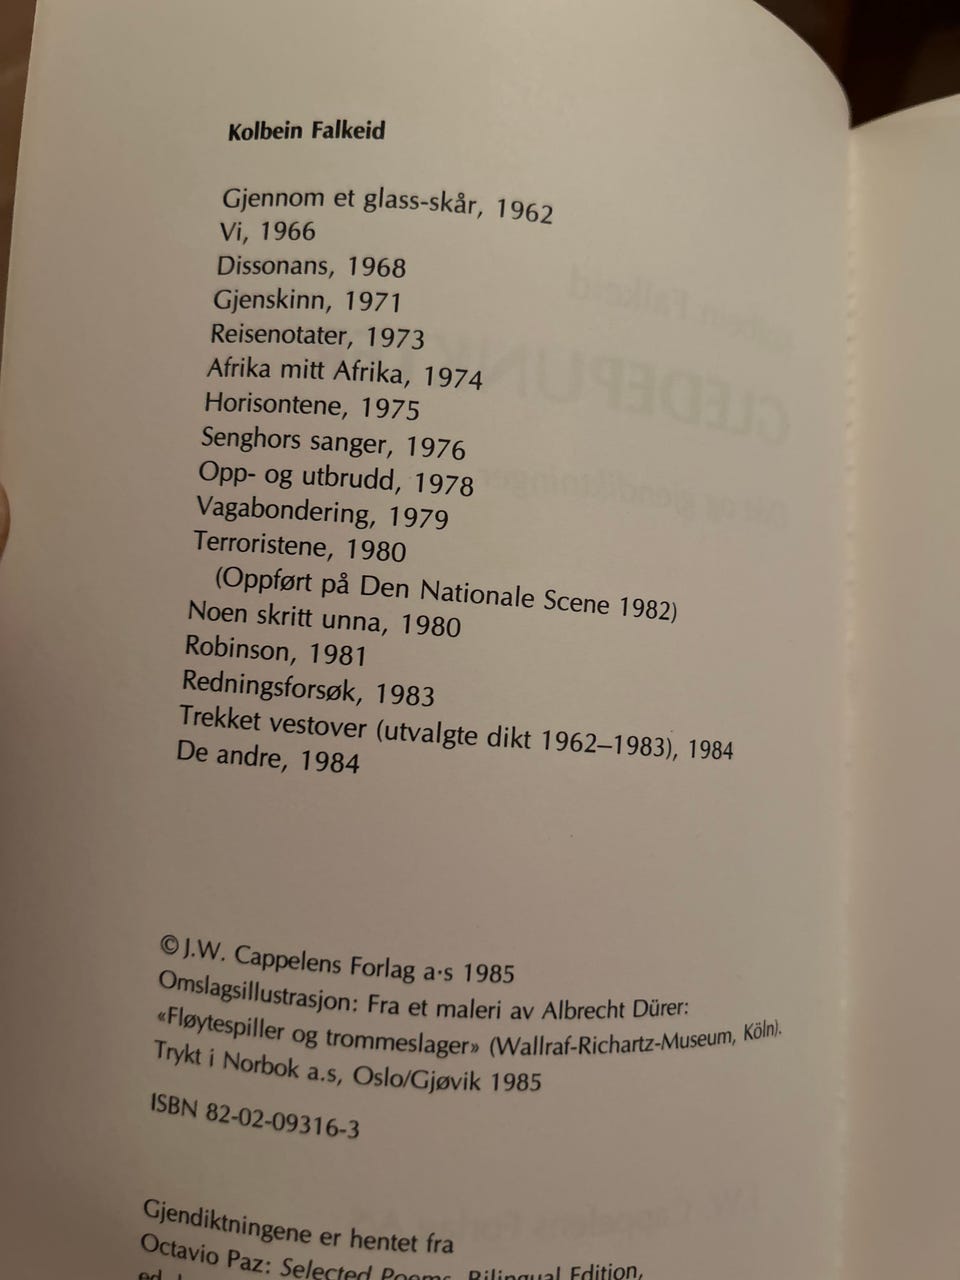 Kolbein Falkeid
Gjennom et glass-skår, 1962
Vi, 1966
Dissonans, 1968
Gjenskinn, 1971
Reisenotater, 1973
Afrika mitt Afrika, 1974
Horisontene, 1975
Senghors sanger, 1976
Opp- og utbrudd, 1978
Vagabondering, 1979
Terroristene, 1980
(Oppført på Den Nationale Scene 1982)
Noen skritt unna, 1980
Robinson, 1981
Redningsforsøk, 1983
Trekket vestover (utvalgte dikt 1962–1983), 1984
De andre, 1984
© J.W. Cappelens Forlag a·s 1985
Omslagsillustrasjon: Fra et maleri av Albrecht Dürer:
«Fløytespiller og trommeslager» (Wallraf-Richartz-Museum, Köln).
Trykt i Norbok a.s, Oslo/Gjøvik 1985
ISBN 82-02-09316-3
Gjendiktningene er hentet fra
Octavio Paz: Selected Poems, Bilingual Edition,